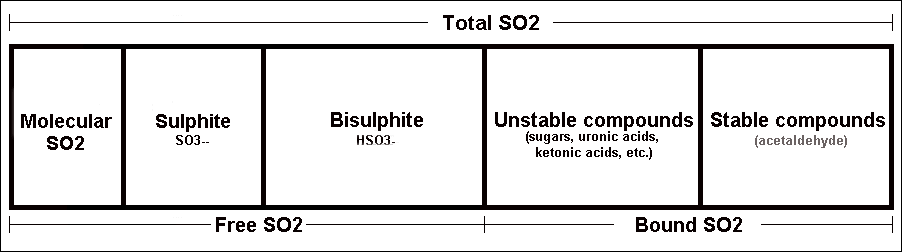 Total SO2
Molecular
SO2
Sulphite
SO3--
Bisulphite
HSO3-
Unstable compounds
(sugars, uronic acids,
ketonic acids, etc.)
Stable compounds
(acetaldehyde)
Free SO2
Bound SO2